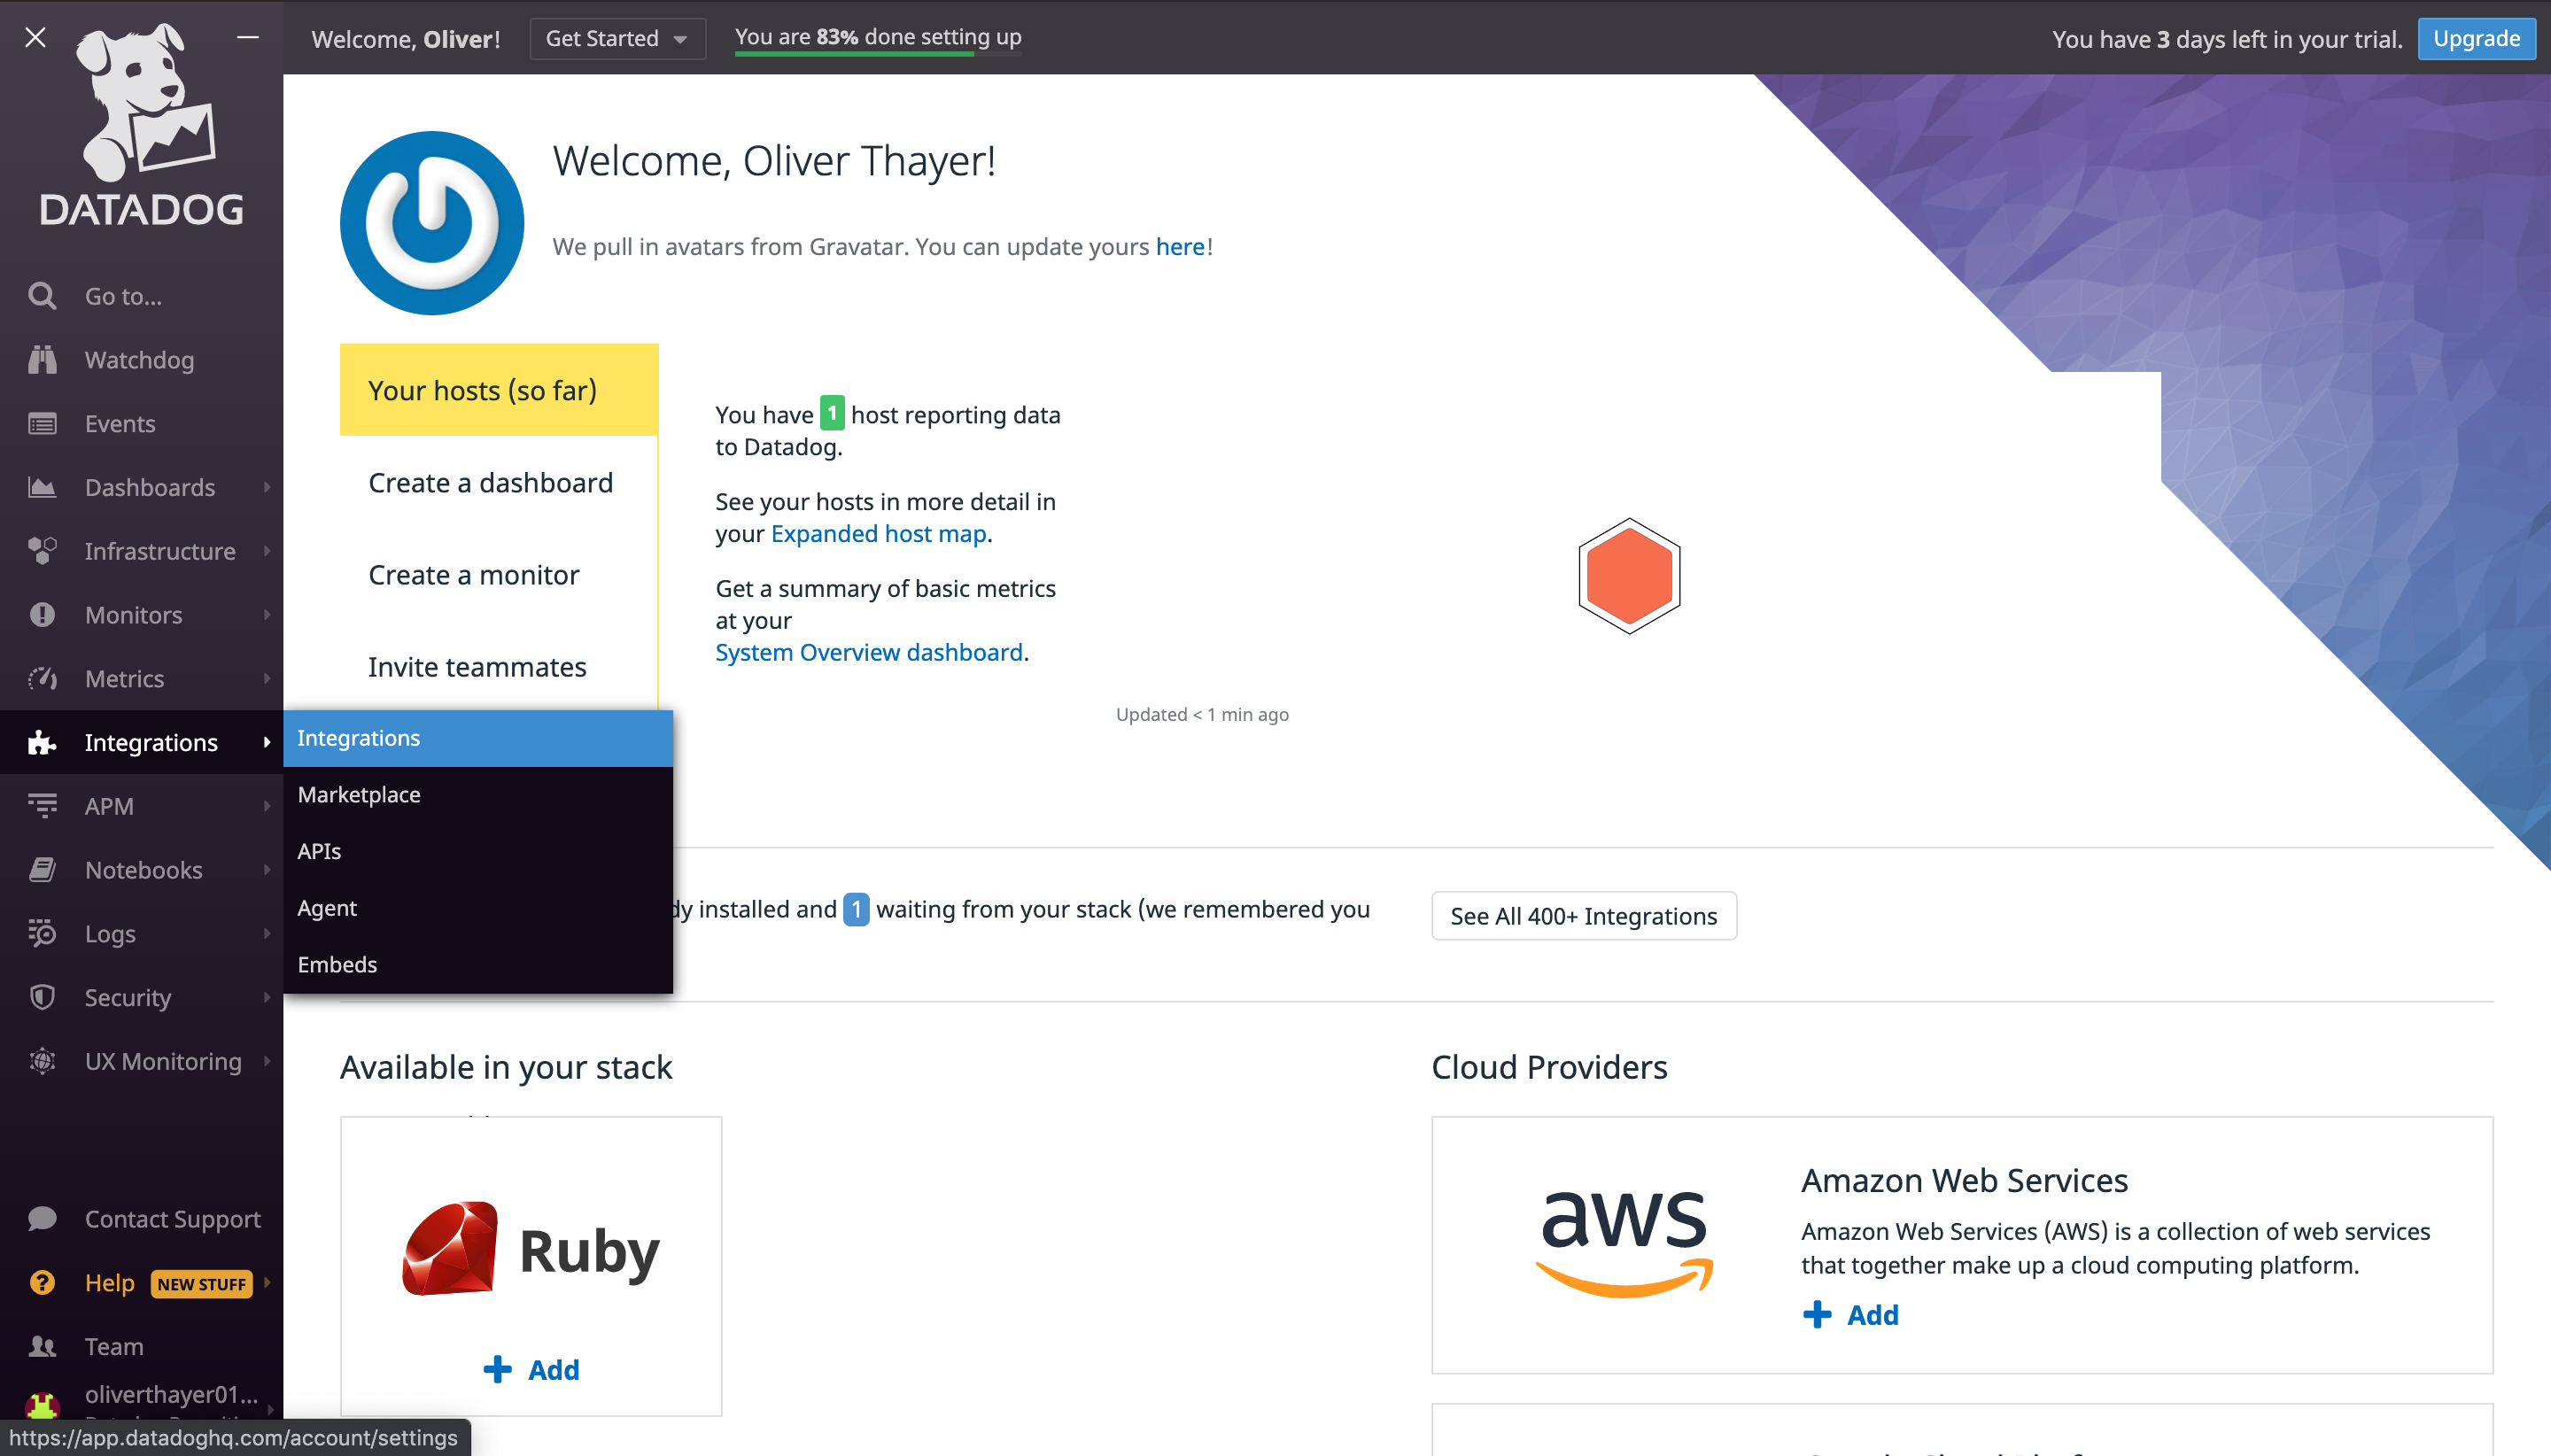 Welcome, Oliver!
Get Started
You are 83% done setting up
You have 3 days left in your trial.
Upgrade
DATADOG
Go to...
Watchdog
Events
Dashboards
Infrastructure
Monitors
Metrics
Integrations
APM
Notebooks
Logs
Security
UX Monitoring
Contact Support
Help NEW STUFF
Team
oliverthayer01...
https://app.datadoghq.com/account/settings
Integrations
Marketplace
APIs
Agent
Embeds
Welcome, Oliver Thayer!
We pull in avatars from Gravatar. You can update yours here!
Your hosts (so far)
Create a dashboard
Create a monitor
Invite teammates
You have 1 host reporting data
to Datadog.
See your hosts in more detail in
your Expanded host map.
Get a summary of basic metrics
at your
System Overview dashboard.
Updated < 1 min ago
installed and 1 waiting from your stack (we remembered you
See All 400+ Integrations
Available in your stack
Ruby
Add
Cloud Providers
aws
Amazon Web Services
Amazon Web Services (AWS) is a collection of web services
that together make up a cloud computing platform.
Add